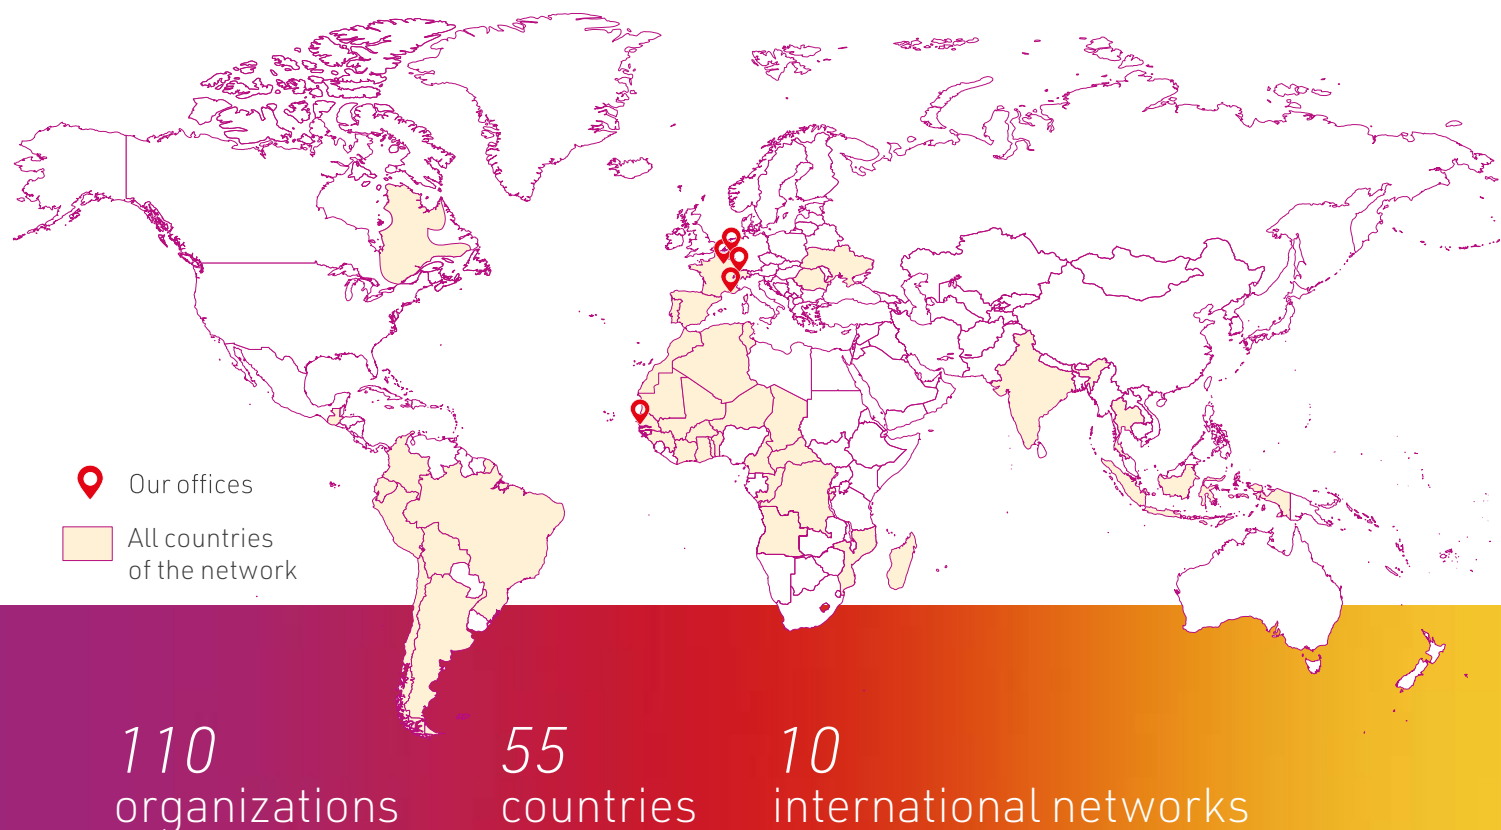 Our offices
All countries
of the network
110
organizations
55
countries
10
international networks